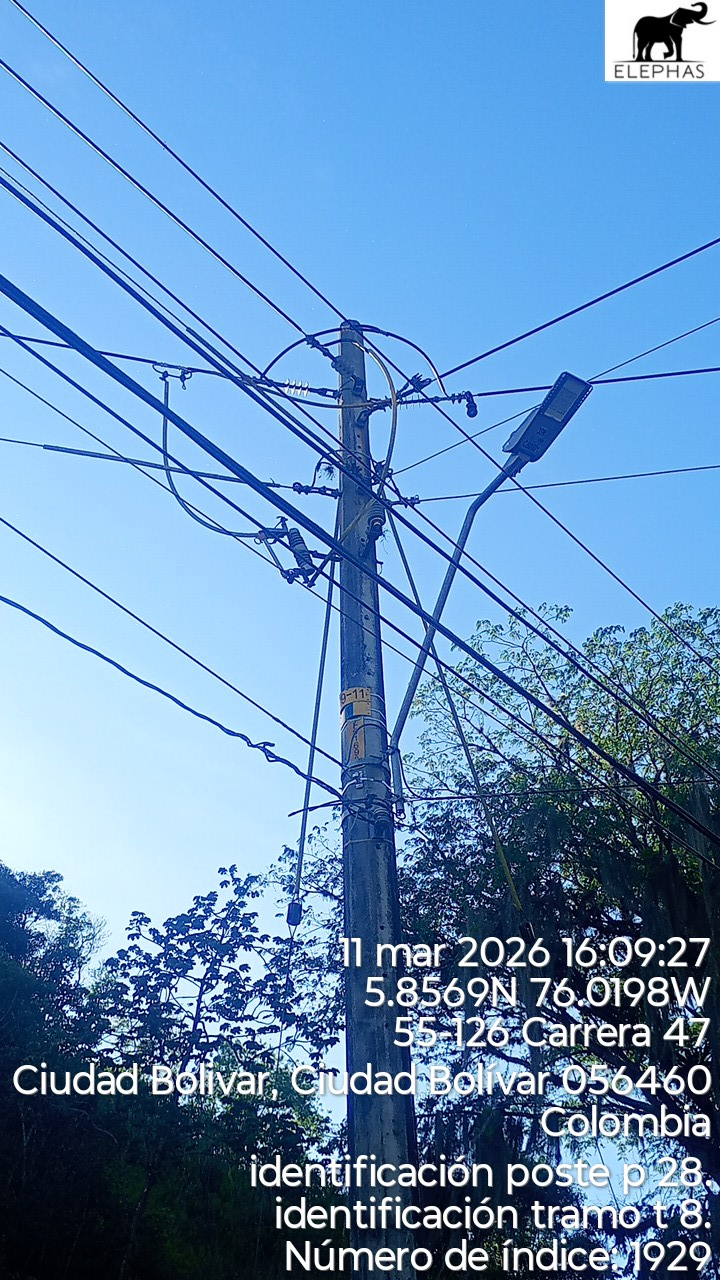 ELEPHAS
11 mar 2026 16:09:27
5.8569N 76.0198W
55-126 Carrera 47
Ciudad Bolivar, Ciudad Bolívar 056460
Colombia
identificación poste p 28.
identificación tramo t 8.
Número de índice: 1929